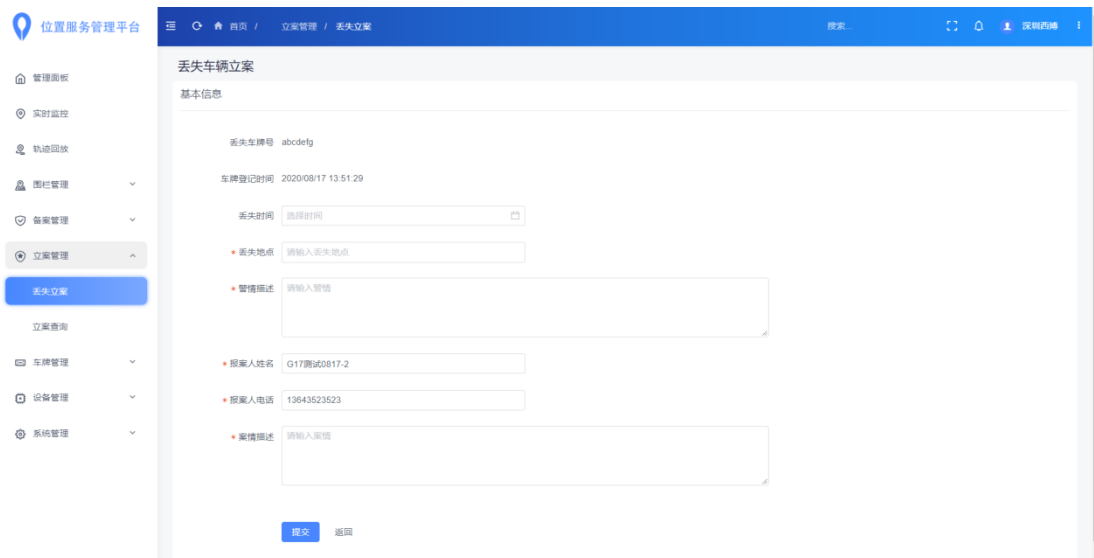 位置服务管理平台
首页 / 立案管理 / 丢失立案
搜索...
深圳西博
管理面板
实时监控
轨迹回放
围栏管理
备案管理
立案管理
丢失立案
立案查询
车牌管理
设备管理
系统管理
丢失车辆立案
基本信息
丢失车牌号 abcdefg
车牌登记时间 2020/08/17 13:51:29
丢失时间 选择时间
* 丢失地点 请输入丢失地点
* 警情描述 请输入警情
* 报案人姓名 G17测试0817-2
* 报案人电话 13643523523
* 案情描述 请输入案情
提交 返回